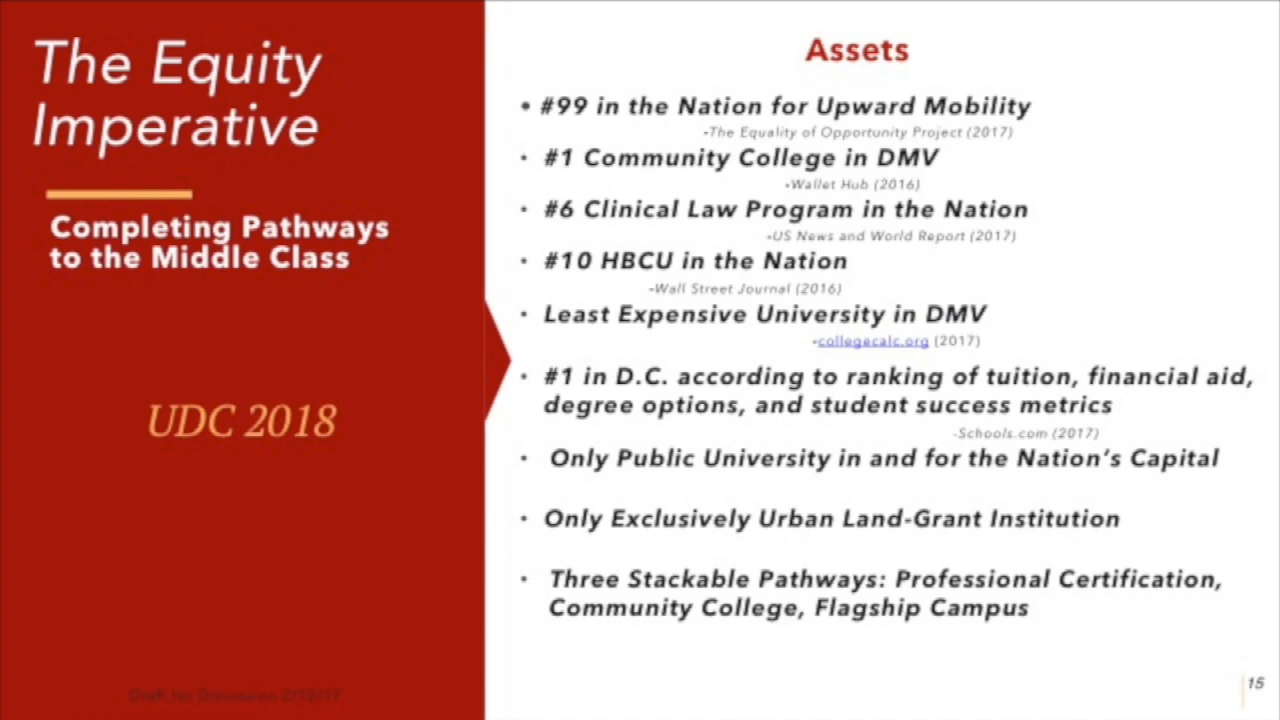 The Equity
Imperative
Completing Pathways
to the Middle Class
UDC 2018
Assets
• #99 in the Nation for Upward Mobility
-The Equality of Opportunity Project (2017)
• #1 Community College in DMV
-Wallet Hub (2016)
• #6 Clinical Law Program in the Nation
-US News and World Report (2017)
• #10 HBCU in the Nation
-Wall Street Journal (2016)
• Least Expensive University in DMV
-collegecalc.org (2017)
• #1 in D.C. according to ranking of tuition, financial aid,
degree options, and student success metrics
-Schools.com (2017)
• Only Public University in and for the Nation's Capital
• Only Exclusively Urban Land-Grant Institution
• Three Stackable Pathways: Professional Certification,
Community College, Flagship Campus
Draft for Discussion
15